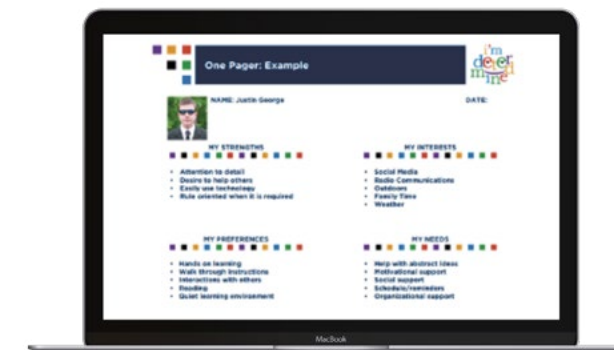 One Pager: Example
i'm
deter
mined
NAME: Justin George
DATE:
MY STRENGTHS
• Attention to detail
• Desire to help others
• Easily use technology
• Rule oriented when it is required
MY INTERESTS
• Social Media
• Radio Communications
• Outdoors
• Family Time
• Weather
MY PREFERENCES
• Hands on learning
• Walk through instructions
• Interactions with others
• Reading
• Quiet learning environment
MY NEEDS
• Help with abstract ideas
• Motivational support
• Social support
• Schedule/reminders
• Organizational support
MacBook